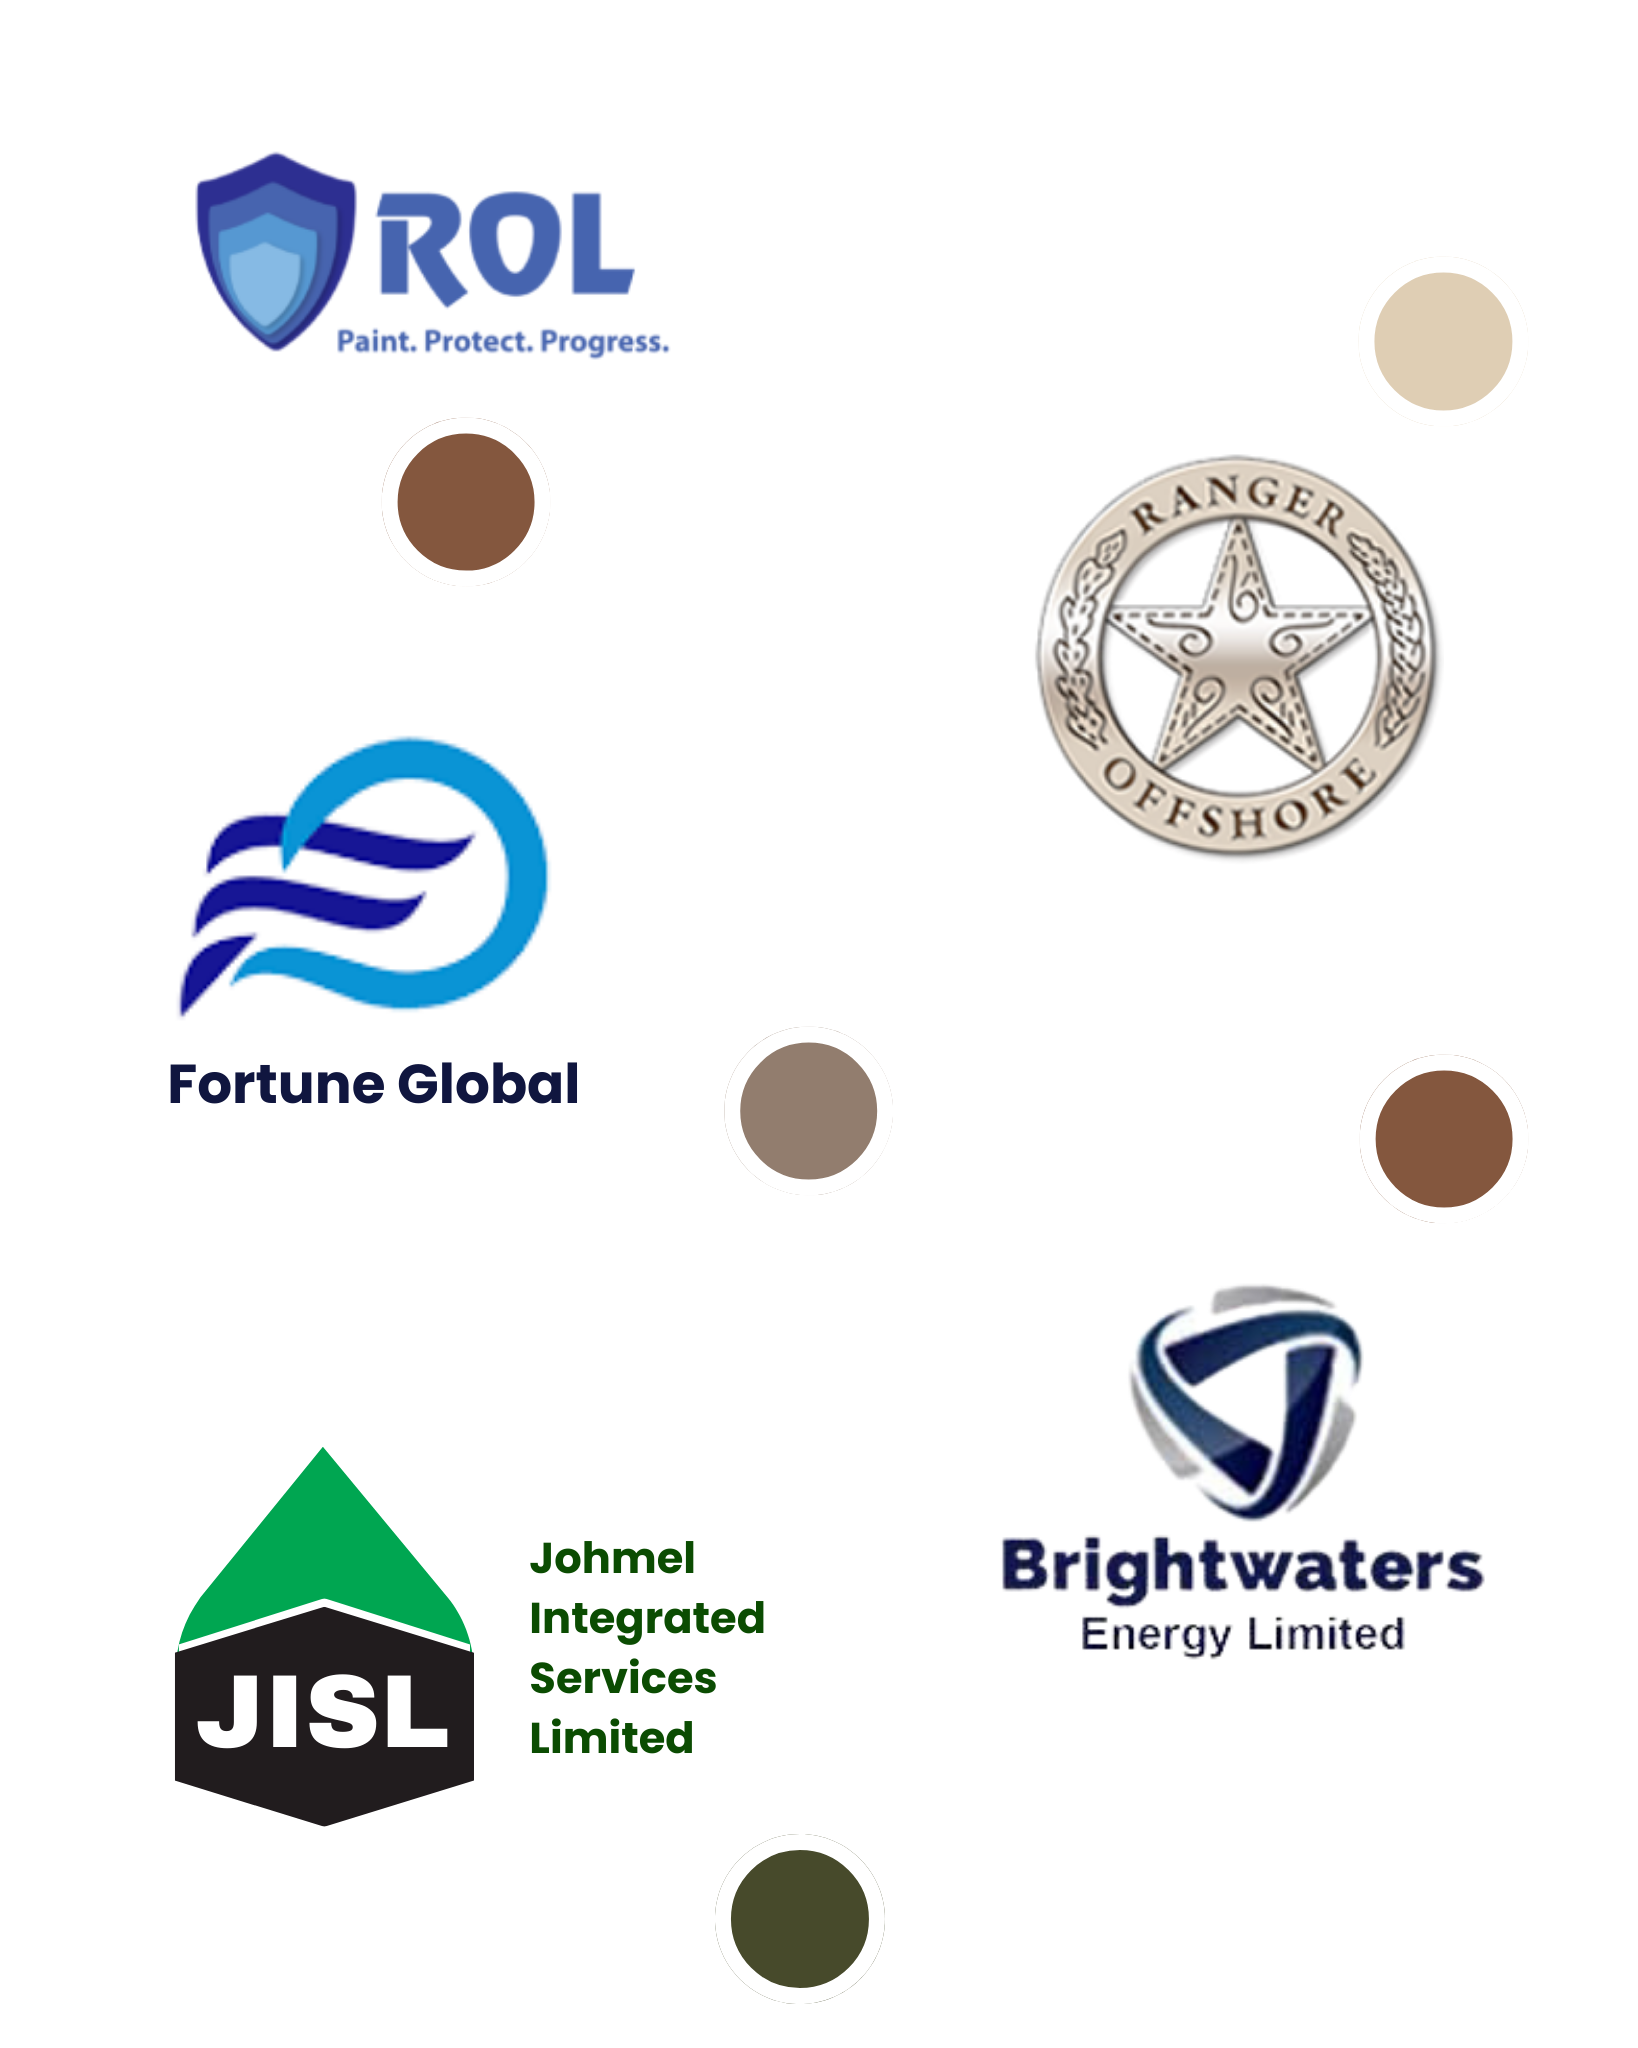 ROL
Paint. Protect. Progress.
RANGER
OFFSHORE
Fortune Global
Brightwaters
Energy Limited
JISL
Johmel
Integrated
Services
Limited